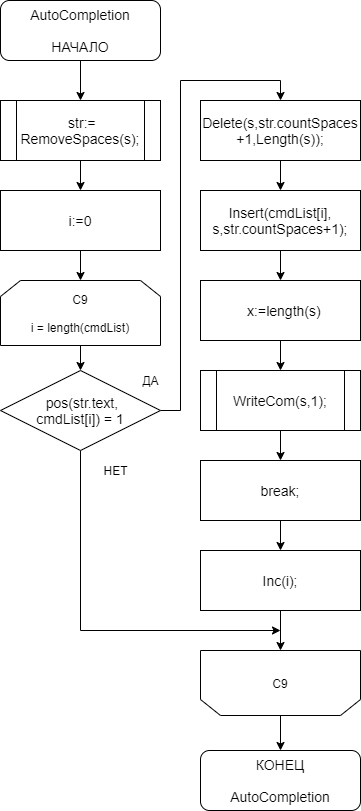 AutoCompletion
НАЧАЛО
str:=
RemoveSpaces(s);
i:=0
C9
i = length(cmdList)
pos(str.text,
cmdList[i]) = 1
ДА
НЕТ
Delete(s,str.countSpaces
+1,Length(s));
Insert(cmdList[i],
s,str.countSpaces+1);
x:=length(s)
WriteCom(s,1);
break;
Inc(i);
C9
КОНЕЦ
AutoCompletion